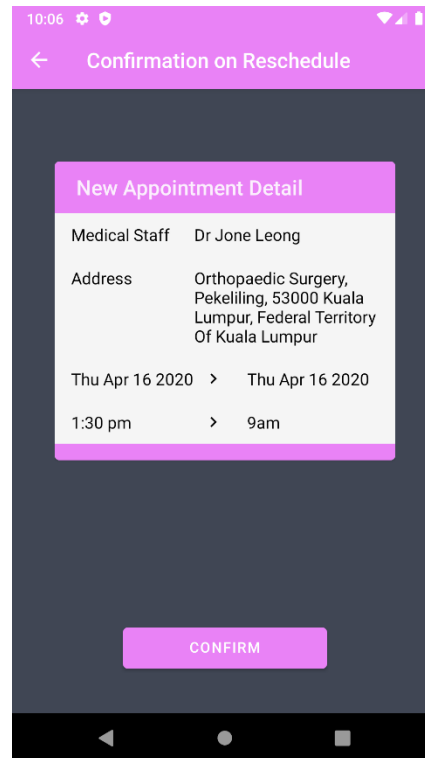 10:06
Confirmation on Reschedule
New Appointment Detail
Medical Staff Dr Jone Leong
Address Orthopaedic Surgery,
Pekeliling, 53000 Kuala
Lumpur, Federal Territory
Of Kuala Lumpur
Thu Apr 16 2020 > Thu Apr 16 2020
1:30 pm > 9am
CONFIRM